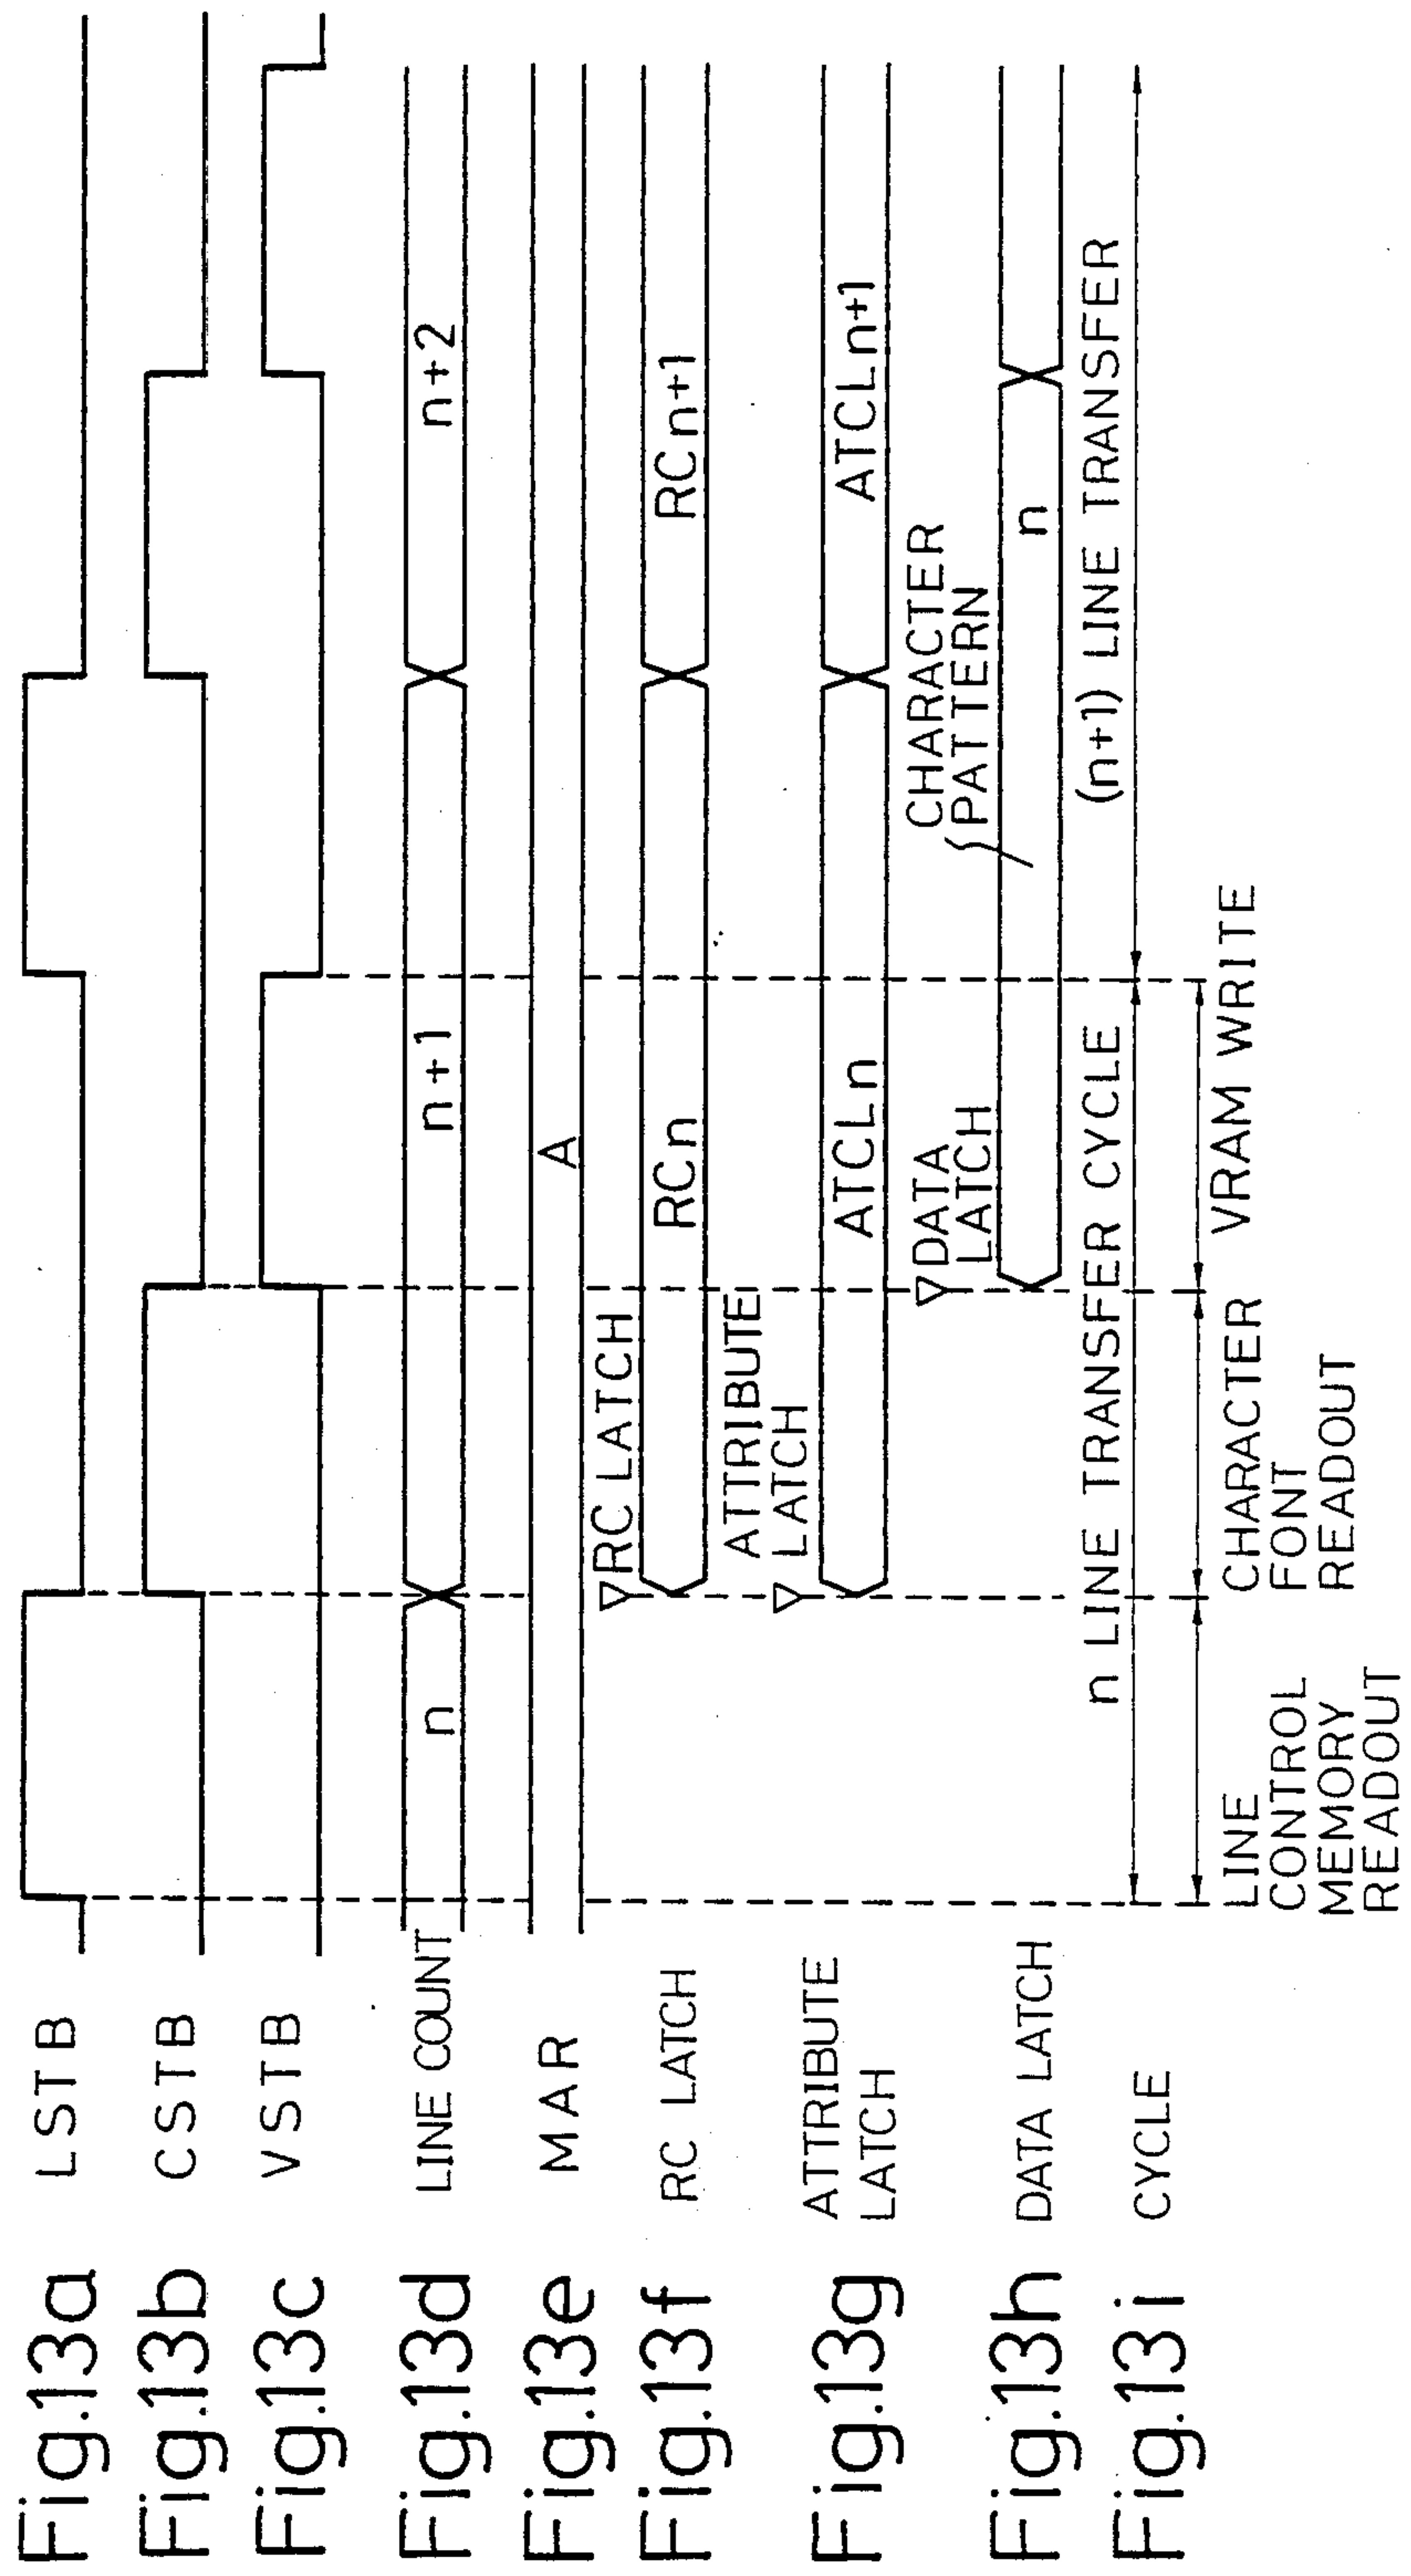 Fig.13a LSTB
Fig.13b CSTB
Fig.13c VSTB
Fig.13d LINE COUNT n n+1 n+2
Fig.13e MAR A
RC LATCH
Fig.13f RC LATCH RCn RCn+1
ATTRIBUTE
LATCH
Fig.13g ATTRIBUTE
LATCH
ATCLn ATCLn+1
DATA
LATCH
CHARACTER
PATTERN
Fig.13h DATA LATCH n
Fig.13i CYCLE n LINE TRANSFER CYCLE (n+1) LINE TRANSFER
LINE
CONTROL
MEMORY
READOUT
CHARACTER
FONT
READOUT
VRAM WRITE